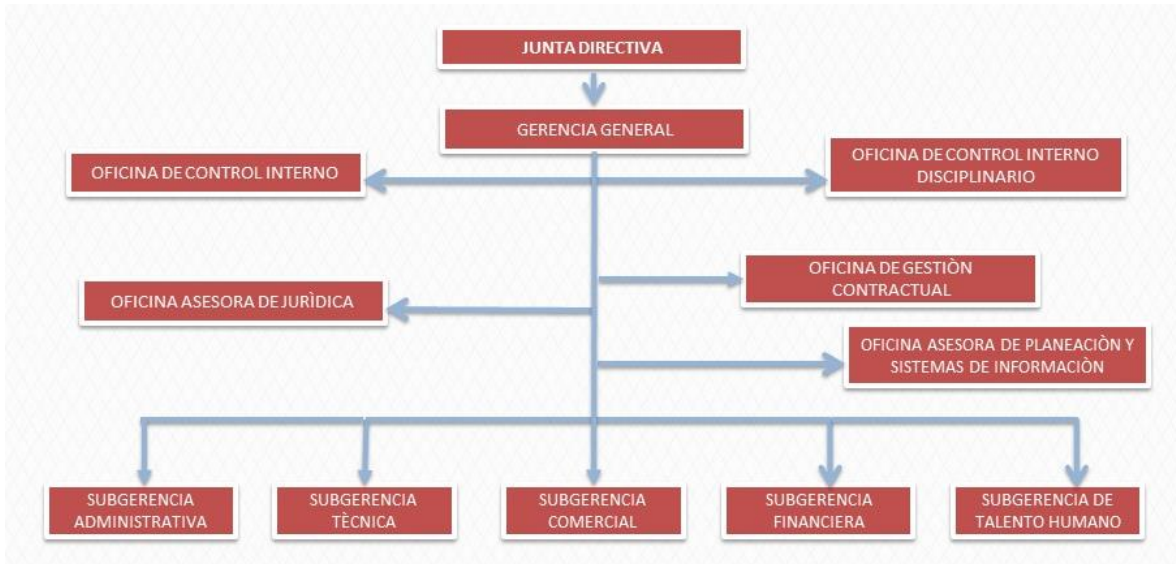 JUNTA DIRECTIVA
GERENCIA GENERAL
OFICINA DE CONTROL INTERNO
OFICINA DE CONTROL INTERNO
DISCIPLINARIO
OFICINA DE GESTIÒN
CONTRACTUAL
OFICINA ASESORA DE JURÌDICA
OFICINA ASESORA DE PLANEACIÒN Y
SISTEMAS DE INFORMACIÒN
SUBGERENCIA
ADMINISTRATIVA
SUBGERENCIA
TÈCNICA
SUBGERENCIA
COMERCIAL
SUBGERENCIA
FINANCIERA
SUBGERENCIA DE
TALENTO HUMANO